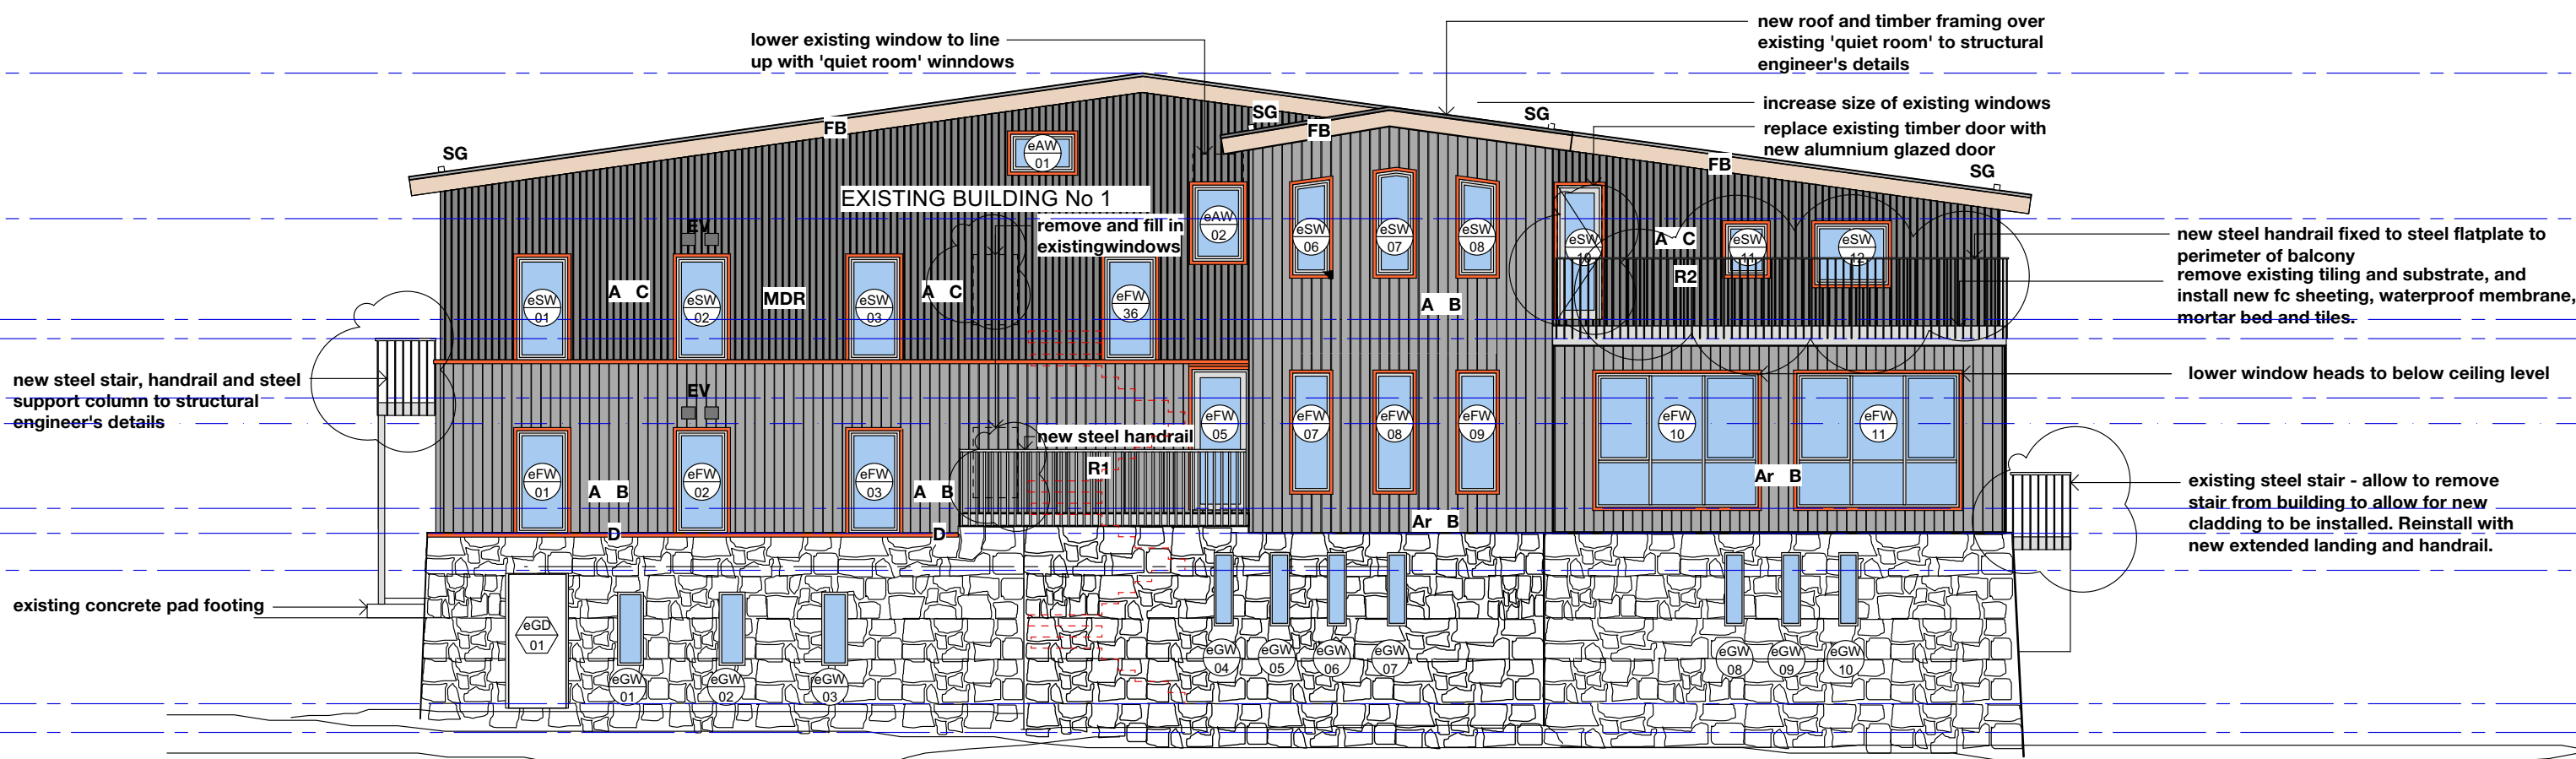 new roof and timber framing over
existing 'quiet room' to structural
engineer's details
lower existing window to line
up with 'quiet room' winndows
increase size of existing windows
replace existing timber door with
new alumnium glazed door
SG
FB
SG
FB
SG
FB
SG
eAW
01
EXISTING BUILDING No 1
remove and fill in
existingwindows
EV
eAW
02
eSW
06
eSW
07
eSW
08
eSW
10
A C
R2
eSW
11
eSW
12
new steel handrail fixed to steel flatplate to
perimeter of balcony
remove existing tiling and substrate, and
install new fc sheeting, waterproof membrane,
mortar bed and tiles.
eSW
01
A C
eSW
02
MDR
eSW
03
A C
eFW
36
A B
new steel stair, handrail and steel
support column to structural
engineer's details
lower window heads to below ceiling level
EV
new steel handrail
R1
eFW
05
eFW
07
eFW
08
eFW
09
eFW
10
eFW
11
Ar B
eFW
01
A B
eFW
02
eFW
03
A B
Ar B
D
D
existing steel stair - allow to remove
stair from building to allow for new
cladding to be installed. Reinstall with
new extended landing and handrail.
existing concrete pad footing
eGD
01
eGW
01
eGW
02
eGW
03
eGW
04
eGW
05
eGW
06
eGW
07
eGW
08
eGW
09
eGW
10